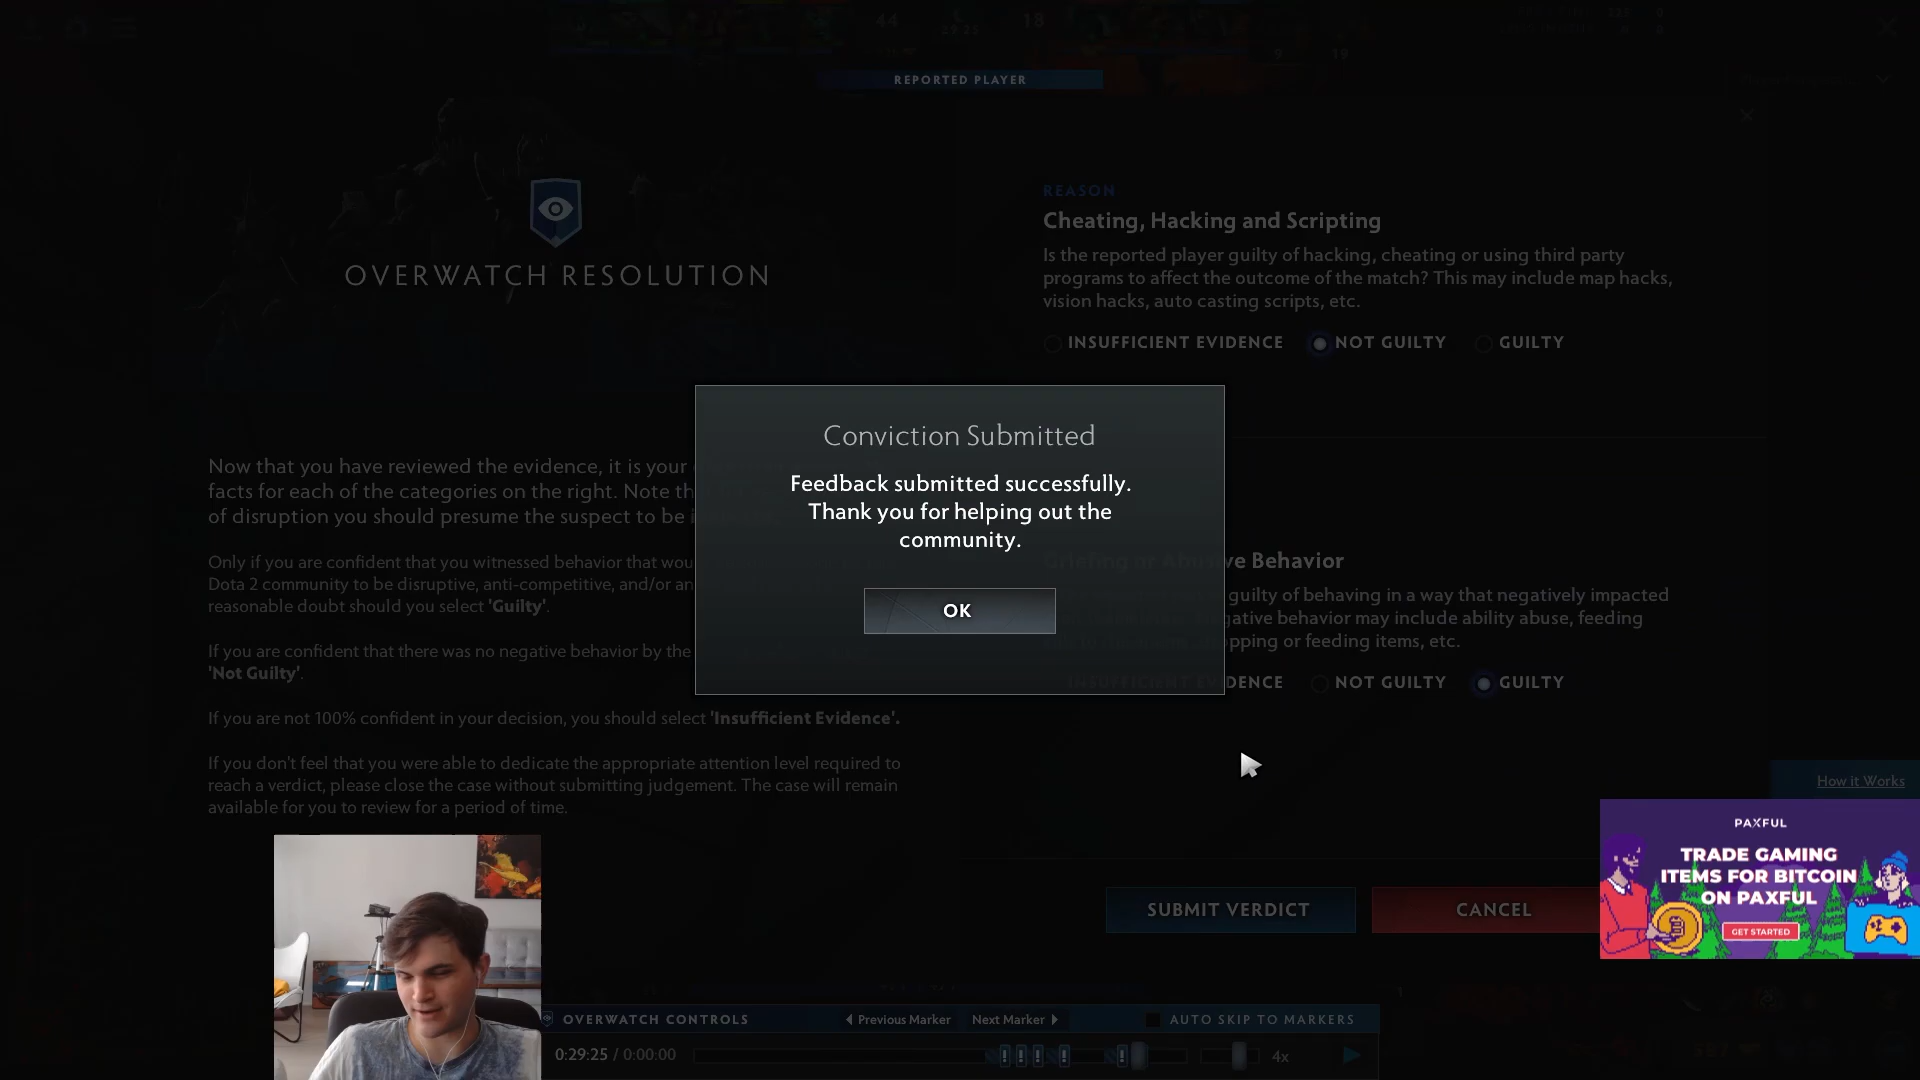 44
29:25
18
9
19
REPORTED PLAYER
OVERWATCH RESOLUTION
Now that you have reviewed the evidence, it is your
facts for each of the categories on the right. Note th
of disruption you should presume the suspect to be
Only if you are confident that you witnessed behavior that wou
Dota 2 community to be disruptive, anti-competitive, and/or an
reasonable doubt should you select 'Guilty'.
If you are confident that there was no negative behavior by the
'Not Guilty'.
If you are not 100% confident in your decision, you should select 'Insufficient Evidence'.
If you don't feel that you were able to dedicate the appropriate attention level required to
reach a verdict, please close the case without submitting judgement. The case will remain
available for you to review for a period of time.
REASON
Cheating, Hacking and Scripting
Is the reported player guilty of hacking, cheating or using third party
programs to affect the outcome of the match? This may include map hacks,
vision hacks, auto casting scripts, etc.
INSUFFICIENT EVIDENCE NOT GUILTY GUILTY
Conviction Submitted
Feedback submitted successfully.
Thank you for helping out the
community.
OK
Griefing or Abusive Behavior
guilty of behaving in a way that negatively impacted
gative behavior may include ability abuse, feeding
pping or feeding items, etc.
INSUFFICIENT EVIDENCE NOT GUILTY GUILTY
How it Works
SUBMIT VERDICT
CANCEL
PAXFUL
TRADE GAMING
ITEMS FOR BITCOIN
ON PAXFUL
GET STARTED
OVERWATCH CONTROLS
Previous Marker
Next Marker
AUTO SKIP TO MARKERS
0:29:25 / 0:00:00
4x